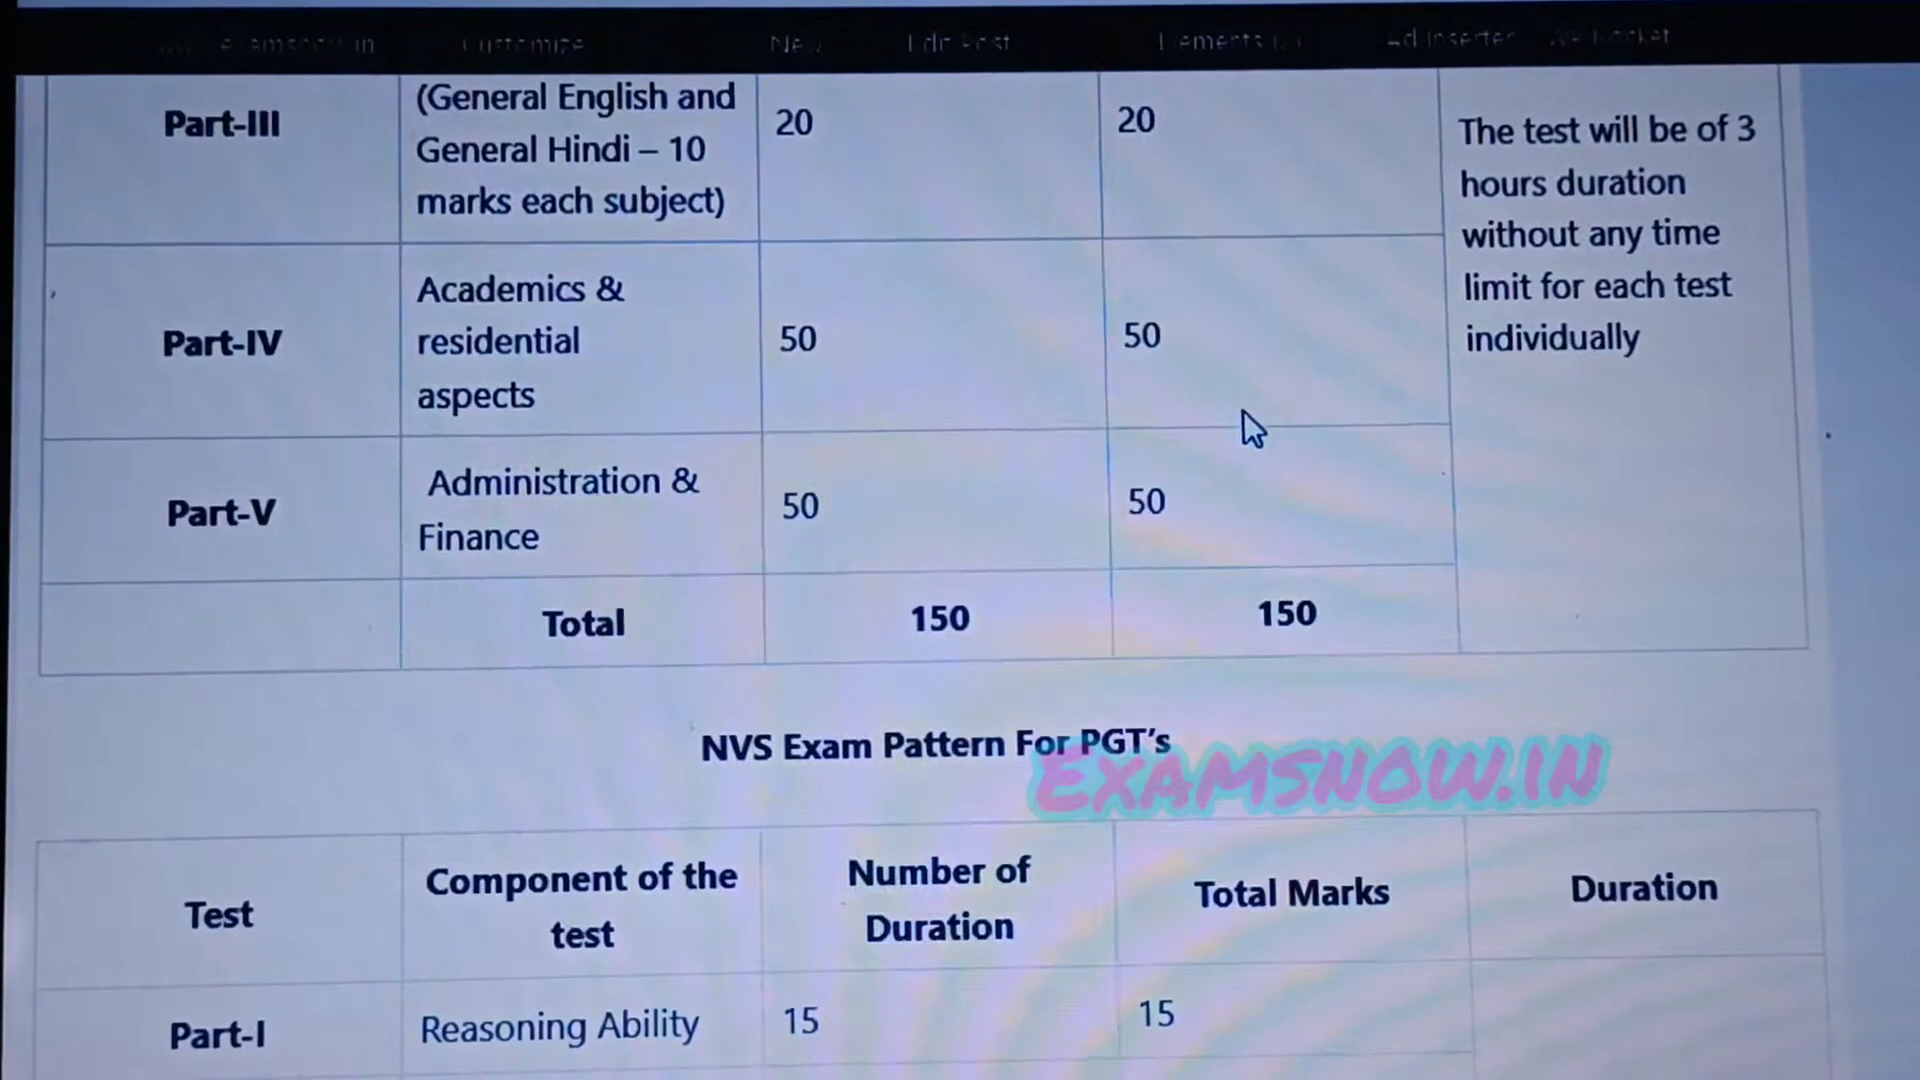 Customize
Edit Post
Part-III
(General English and
General Hindi – 10
marks each subject)
20
20
The test will be of 3
hours duration
without any time
limit for each test
individually
Part-IV
Academics &
residential
aspects
50
50
Part-V
Administration &
Finance
50
50
Total
150
150
NVS Exam Pattern For PGT's
EXAMSNOW.IN
Test
Component of the
test
Number of
Duration
Total Marks
Duration
Part-I
Reasoning Ability
15
15